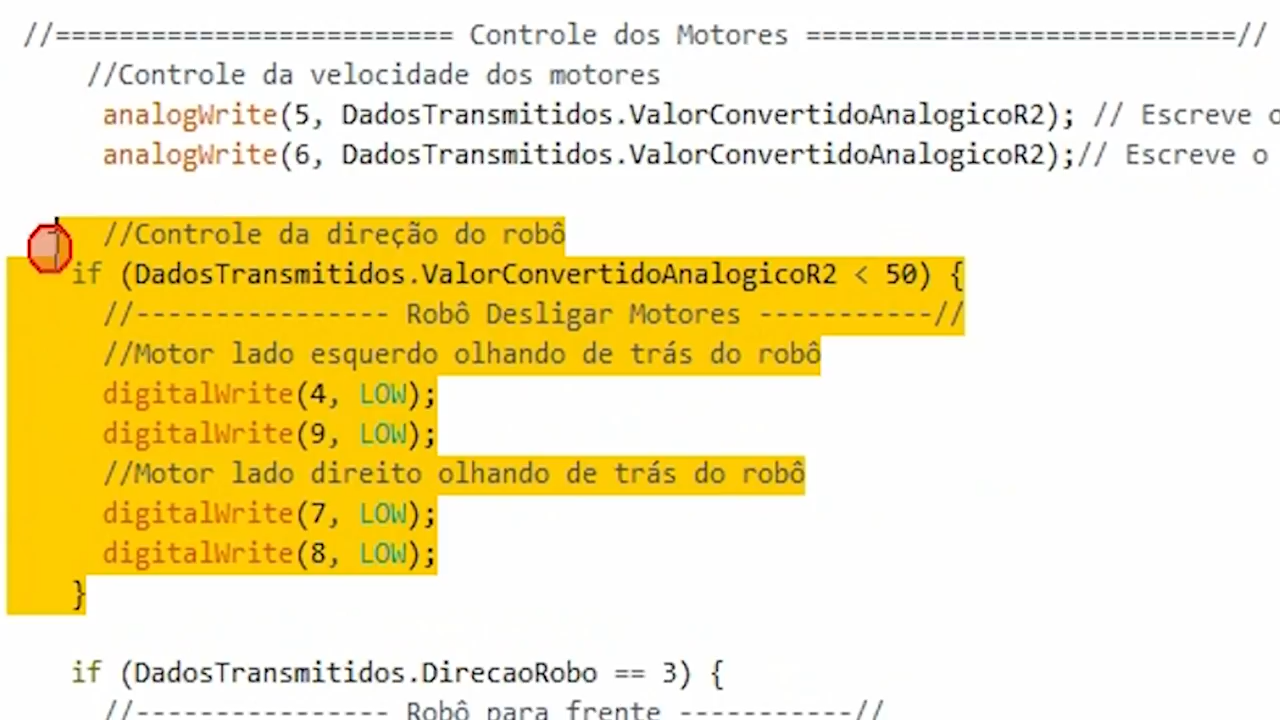 //========================= Controle dos Motores ===========================//
//Controle da velocidade dos motores
analogWrite(5, DadosTransmitidos.ValorConvertidoAnalogicoR2); // Escreve o
analogWrite(6, DadosTransmitidos.ValorConvertidoAnalogicoR2);// Escreve o
//Controle da direção do robô
if (DadosTransmitidos.ValorConvertidoAnalogicoR2 < 50) {
//---------------- Robô Desligar Motores -----------//
//Motor lado esquerdo olhando de trás do robô
digitalWrite(4, LOW);
digitalWrite(9, LOW);
//Motor lado direito olhando de trás do robô
digitalWrite(7, LOW);
digitalWrite(8, LOW);
}
if (DadosTransmitidos.DirecaoRobo == 3) {
//---------------- Robô para frente -----------//